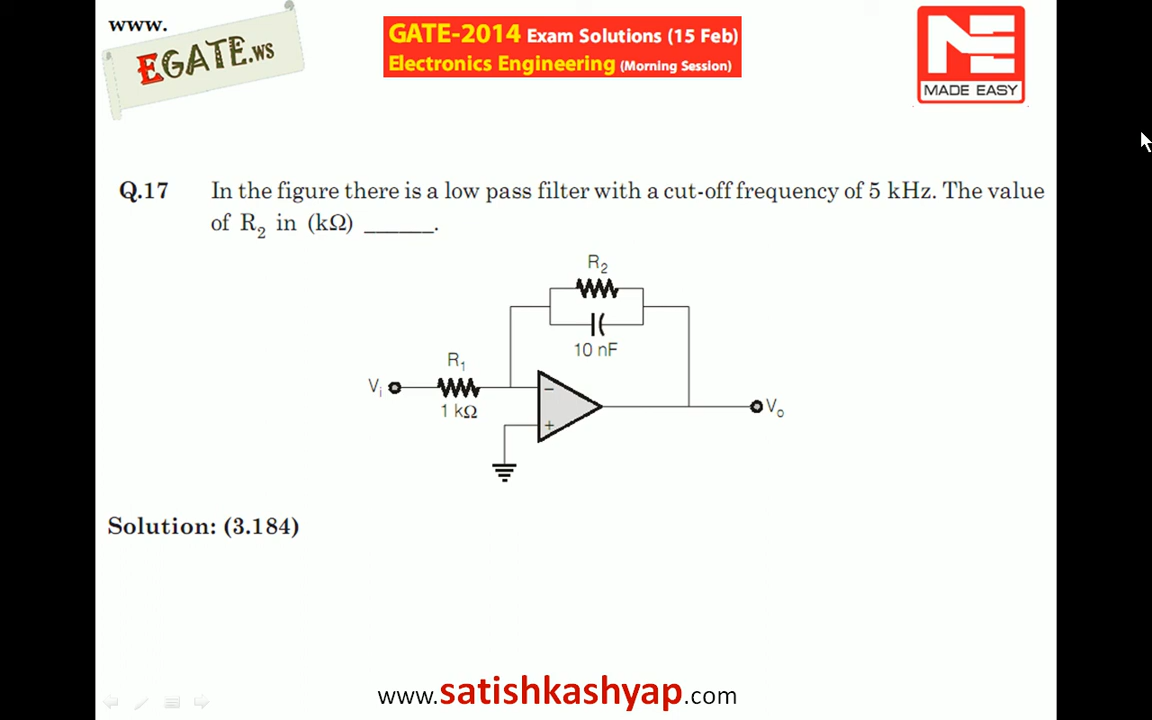 www.
EGATE.ws
GATE-2014 Exam Solutions (15 Feb)
Electronics Engineering (Morning Session)
MADE EASY
Q.17 In the figure there is a low pass filter with a cut-off frequency of 5 kHz. The value
of R₂ in (kΩ) ______.
R₂
10 nF
R₁
Vᵢ
1 kΩ
−
+
Vₒ
Solution: (3.184)
www.satishkashyap.com